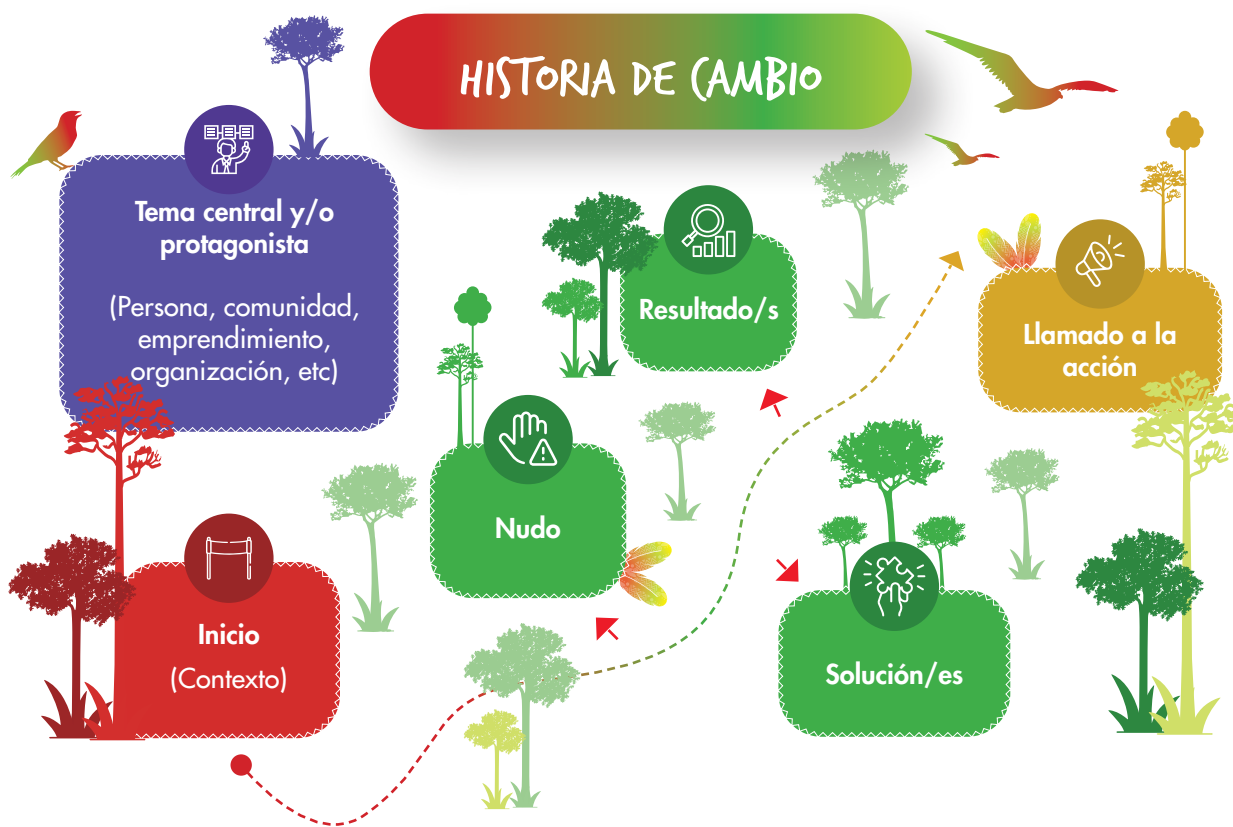 HISTORIA DE CAMBIO
Tema central y/o
protagonista
(Persona, comunidad,
emprendimiento,
organización, etc)
Inicio
(Contexto)
Nudo
Resultado/s
Solución/es
Llamado a la
acción